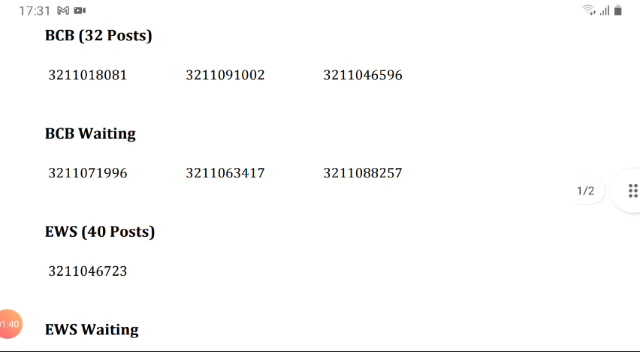 17:31
BCB (32 Posts)
3211018081 3211091002 3211046596
BCB Waiting
3211071996 3211063417 3211088257
1/2
EWS (40 Posts)
3211046723
01:40
EWS Waiting